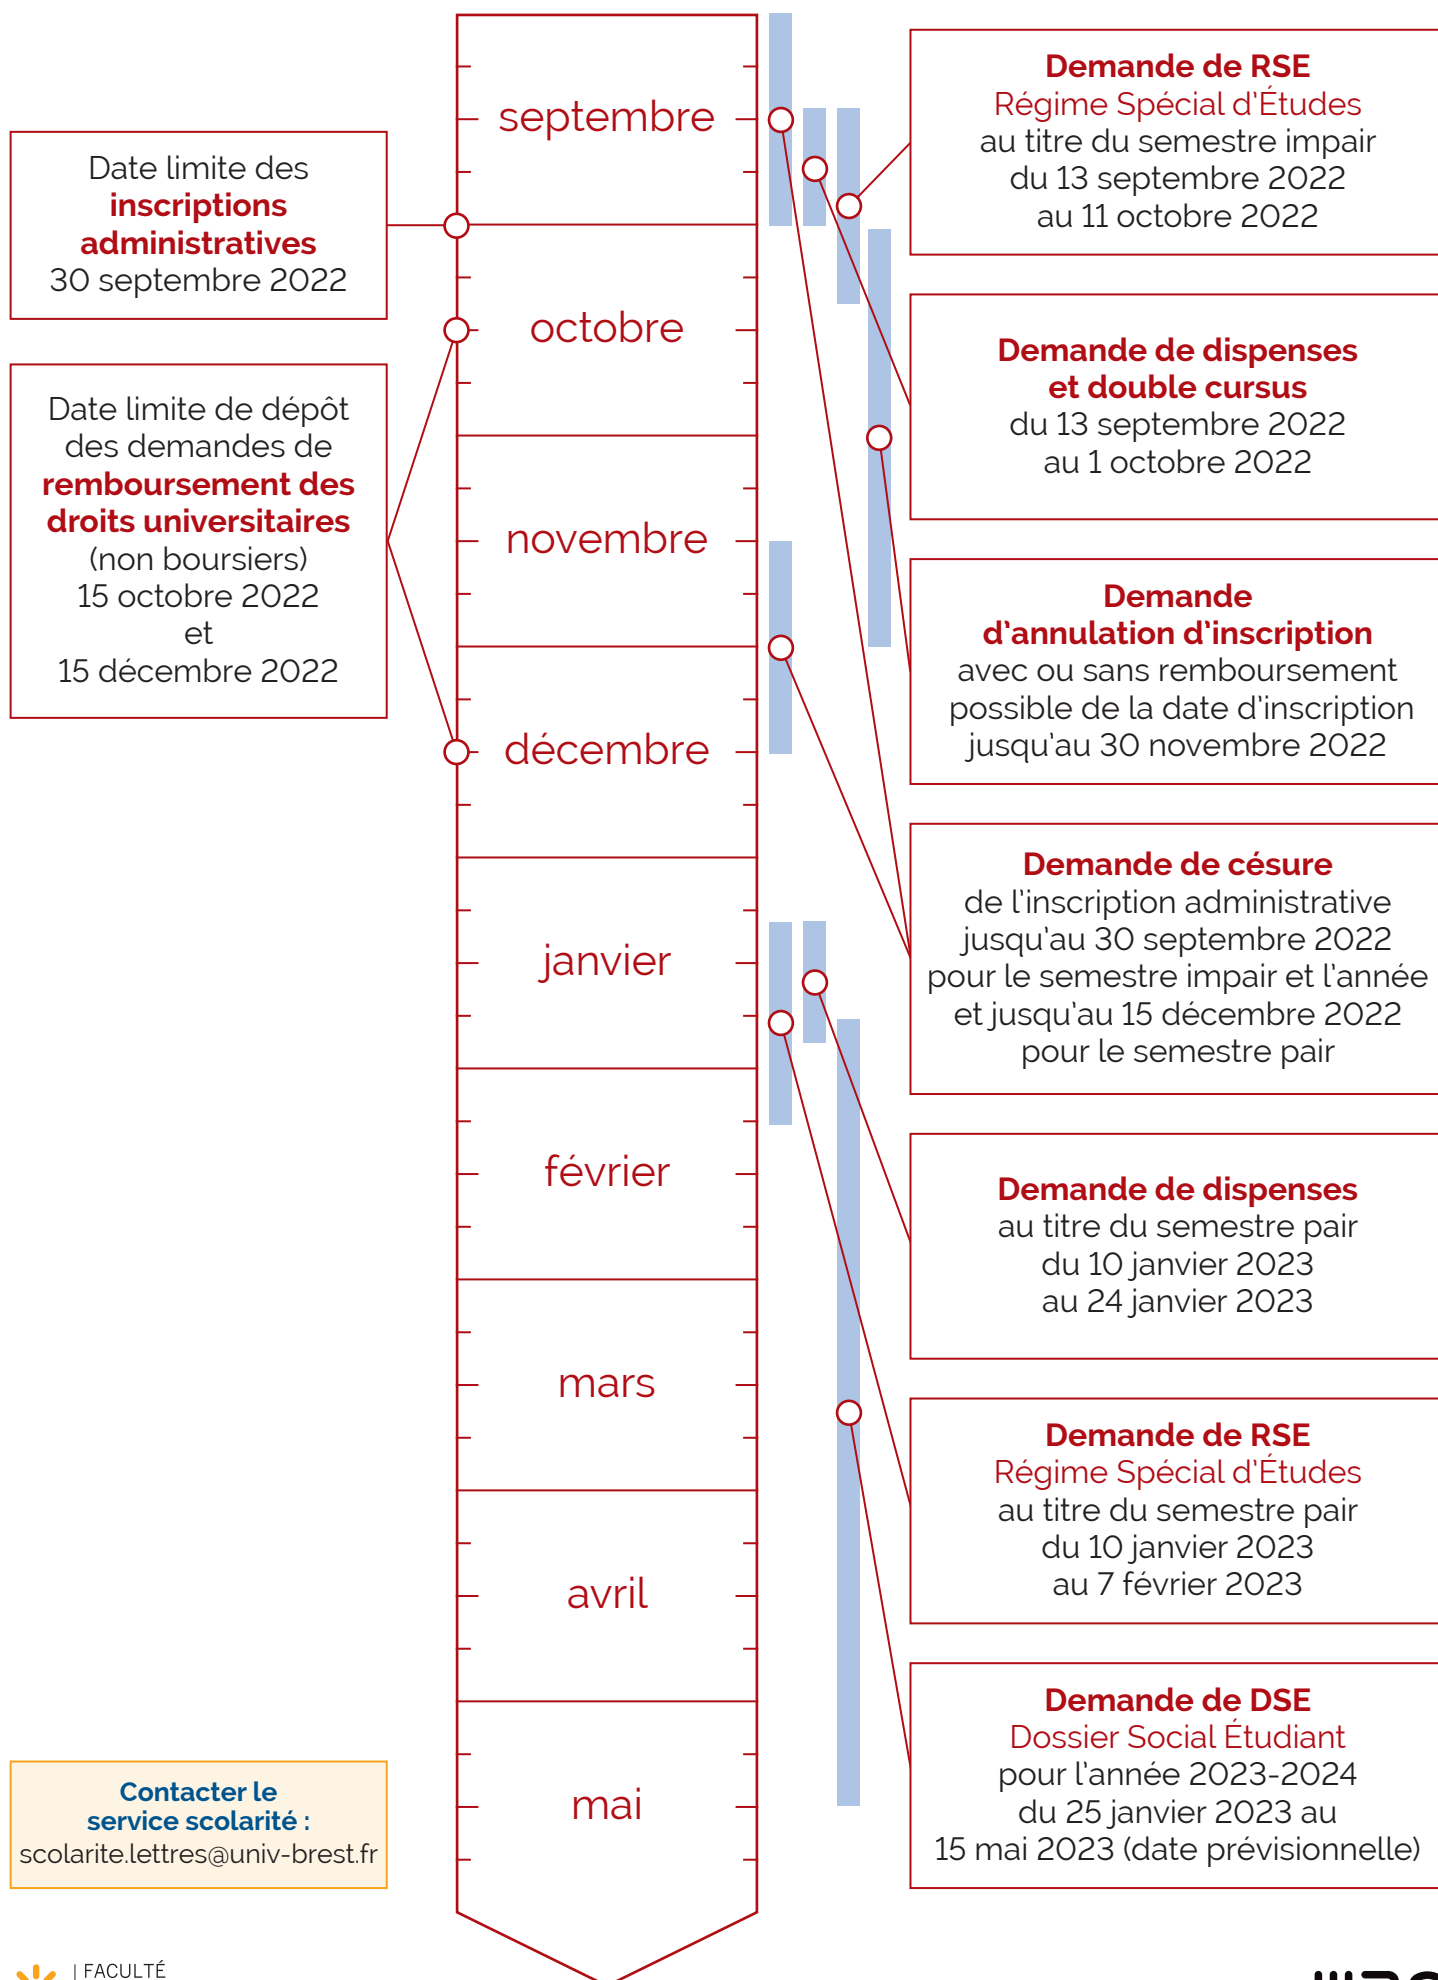 Date limite des
inscriptions
administratives
30 septembre 2022
Date limite de dépôt
des demandes de
remboursement des
droits universitaires
(non boursiers)
15 octobre 2022
et
15 décembre 2022
septembre
octobre
novembre
décembre
janvier
février
mars
avril
mai
Demande de RSE
Régime Spécial d'Études
au titre du semestre impair
du 13 septembre 2022
au 11 octobre 2022
Demande de dispenses
et double cursus
du 13 septembre 2022
au 1 octobre 2022
Demande
d'annulation d'inscription
avec ou sans remboursement
possible de la date d'inscription
jusqu'au 30 novembre 2022
Demande de césure
de l'inscription administrative
jusqu'au 30 septembre 2022
pour le semestre impair et l'année
et jusqu'au 15 décembre 2022
pour le semestre pair
Demande de dispenses
au titre du semestre pair
du 10 janvier 2023
au 24 janvier 2023
Demande de RSE
Régime Spécial d'Études
au titre du semestre pair
du 10 janvier 2023
au 7 février 2023
Demande de DSE
Dossier Social Étudiant
pour l'année 2023-2024
du 25 janvier 2023 au
15 mai 2023 (date prévisionnelle)
Contacter le
service scolarité :
scolarite.lettres@univ-brest.fr
| FACULTÉ